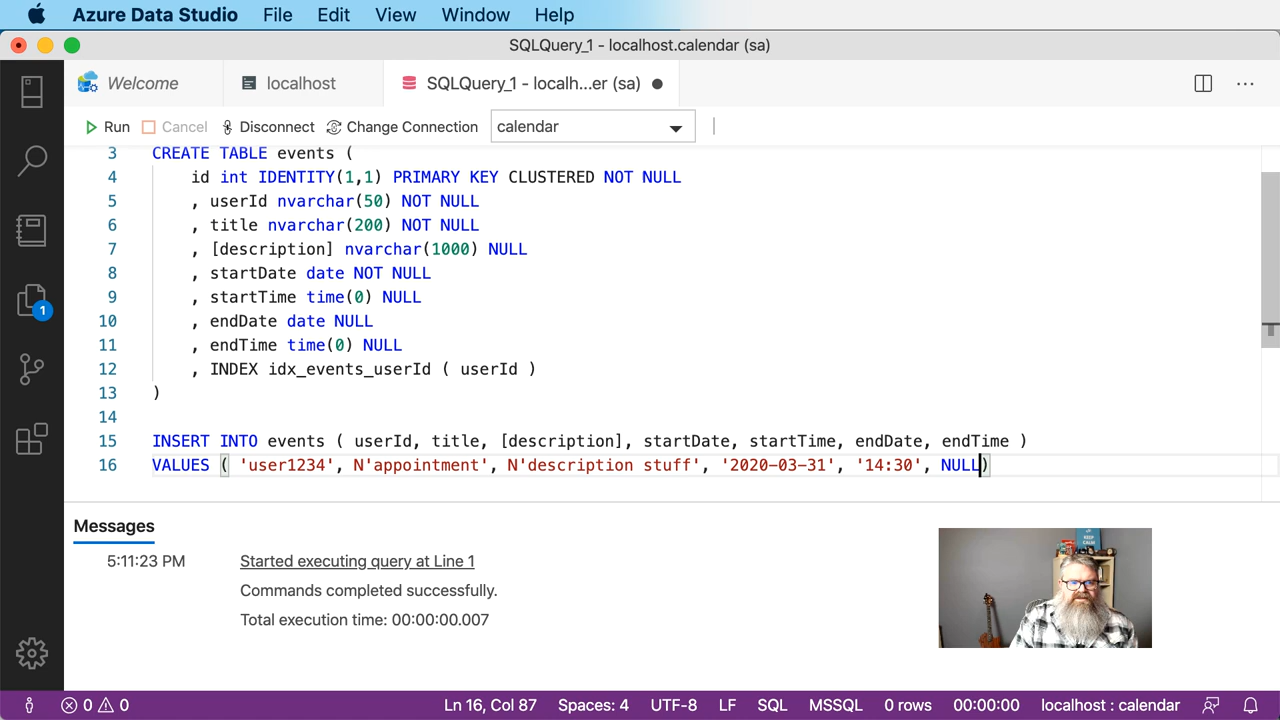 Azure Data Studio File Edit View Window Help
SQLQuery_1 - localhost.calendar (sa)
Welcome localhost SQLQuery_1 - localh...er (sa)
Run Cancel Disconnect Change Connection calendar
3 CREATE TABLE events (
4 id int IDENTITY(1,1) PRIMARY KEY CLUSTERED NOT NULL
5 , userId nvarchar(50) NOT NULL
6 , title nvarchar(200) NOT NULL
7 , [description] nvarchar(1000) NULL
8 , startDate date NOT NULL
9 , startTime time(0) NULL
10 , endDate date NULL
11 , endTime time(0) NULL
12 , INDEX idx_events_userId ( userId )
13 )
14
15 INSERT INTO events ( userId, title, [description], startDate, startTime, endDate, endTime )
16 VALUES ( 'user1234', N'appointment', N'description stuff', '2020-03-31', '14:30', NULL)
1
Messages
5:11:23 PM Started executing query at Line 1
Commands completed successfully.
Total execution time: 00:00:00.007
KEEP
CALM
0 0 Ln 16, Col 87 Spaces: 4 UTF-8 LF SQL MSSQL 0 rows 00:00:00 localhost : calendar